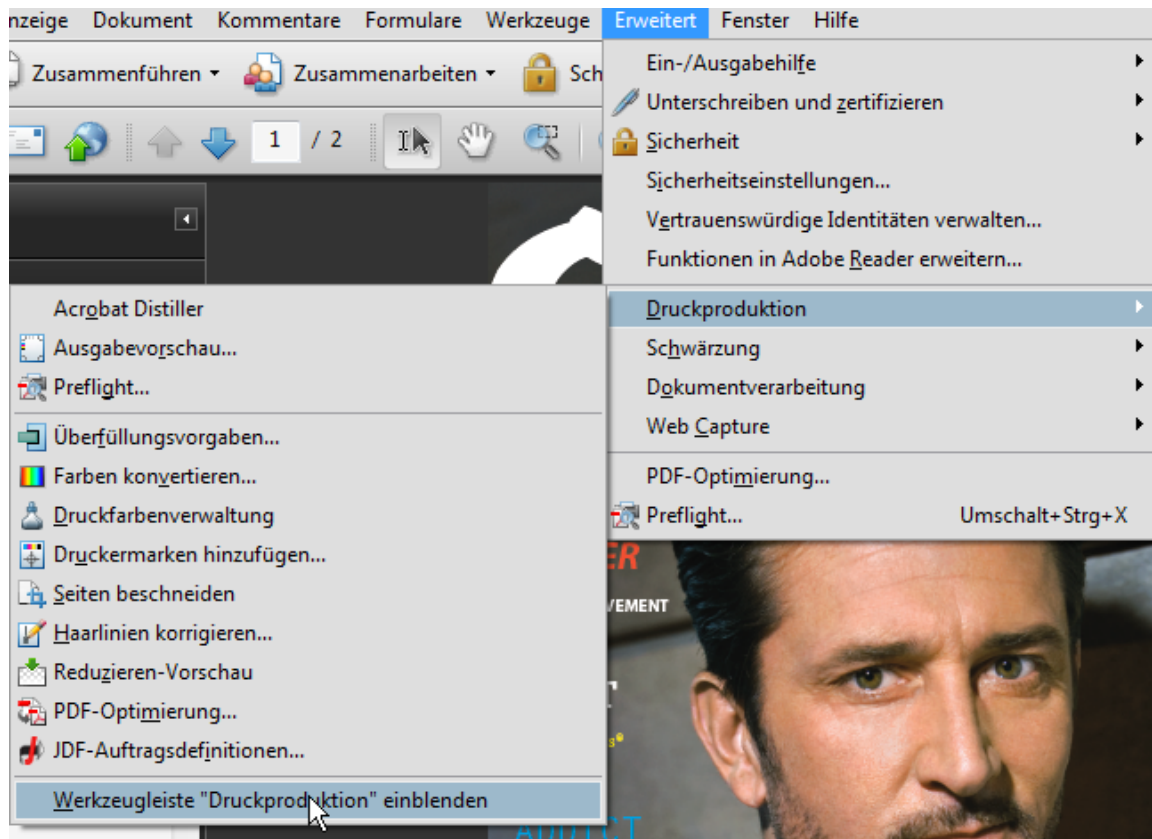 nzeige Dokument Kommentare Formulare Werkzeuge Erweitert Fenster Hilfe
Zusammenführen Zusammenarbeiten Sch
1 / 2
Ein-/Ausgabehilfe
Unterschreiben und zertifizieren
Sicherheit
Sicherheitseinstellungen...
Vertrauenswürdige Identitäten verwalten...
Funktionen in Adobe Reader erweitern...
Druckproduktion
Schwärzung
Dokumentverarbeitung
Web Capture
PDF-Optimierung...
Preflight... Umschalt+Strg+X
Acrobat Distiller
Ausgabevorschau...
Preflight...
Überfüllungsvorgaben...
Farben konvertieren...
Druckfarbenverwaltung
Druckermarken hinzufügen...
Seiten beschneiden
Haarlinien korrigieren...
Reduzieren-Vorschau
PDF-Optimierung...
JDF-Auftragsdefinitionen...
Werkzeugleiste "Druckproduktion" einblenden
ER
VEMENT
ADDICT